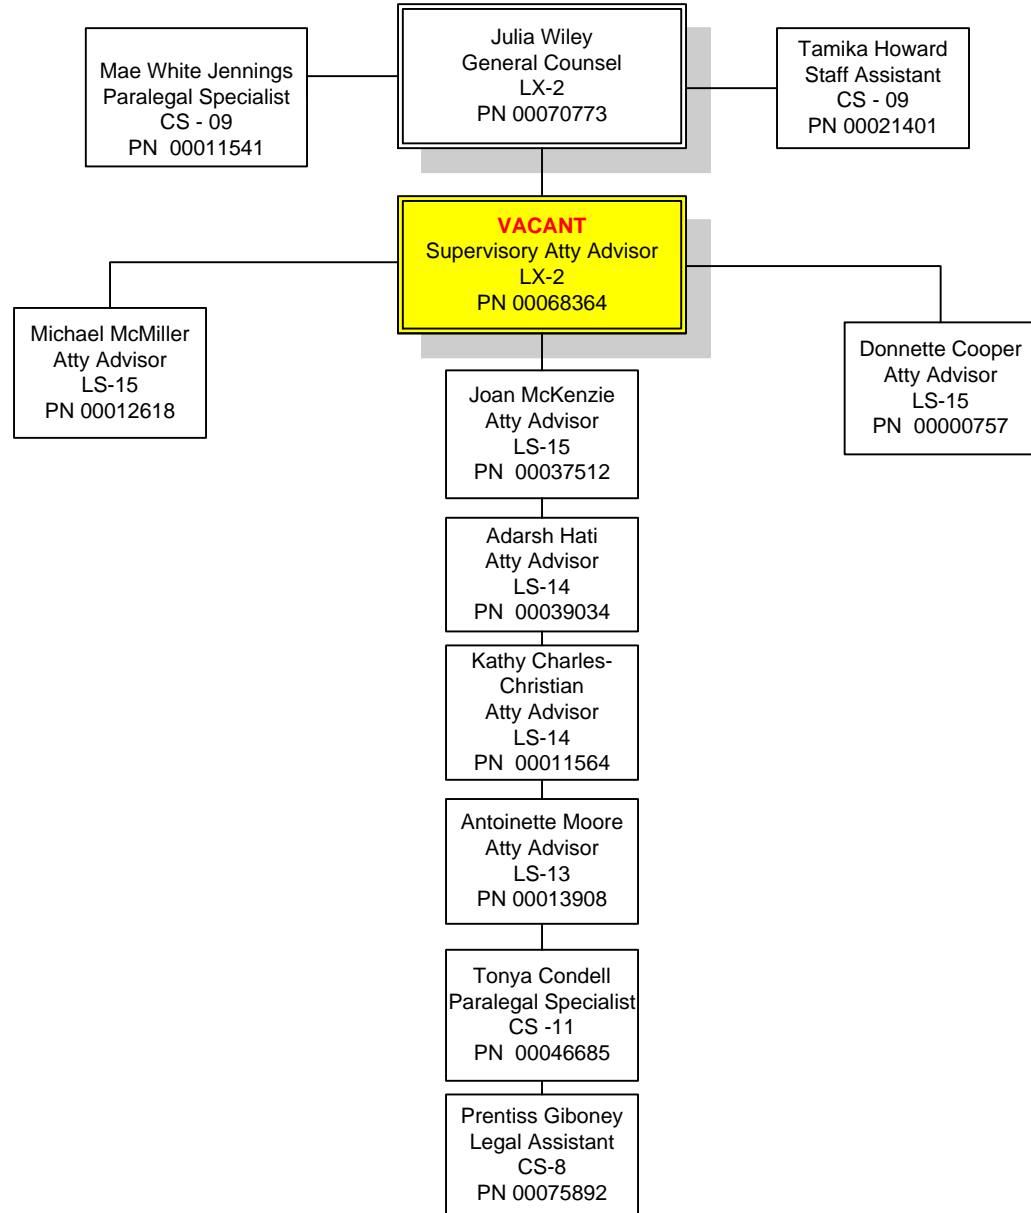 Julia Wiley
General Counsel
LX-2
PN 00070773
Mae White Jennings
Paralegal Specialist
CS - 09
PN 00011541
Tamika Howard
Staff Assistant
CS - 09
PN 00021401
VACANT
Supervisory Atty Advisor
LX-2
PN 00068364
Michael McMiller
Atty Advisor
LS-15
PN 00012618
Donnette Cooper
Atty Advisor
LS-15
PN 00000757
Joan McKenzie
Atty Advisor
LS-15
PN 00037512
Adarsh Hati
Atty Advisor
LS-14
PN 00039034
Kathy Charles-
Christian
Atty Advisor
LS-14
PN 00011564
Antoinette Moore
Atty Advisor
LS-13
PN 00013908
Tonya Condell
Paralegal Specialist
CS -11
PN 00046685
Prentiss Giboney
Legal Assistant
CS-8
PN 00075892